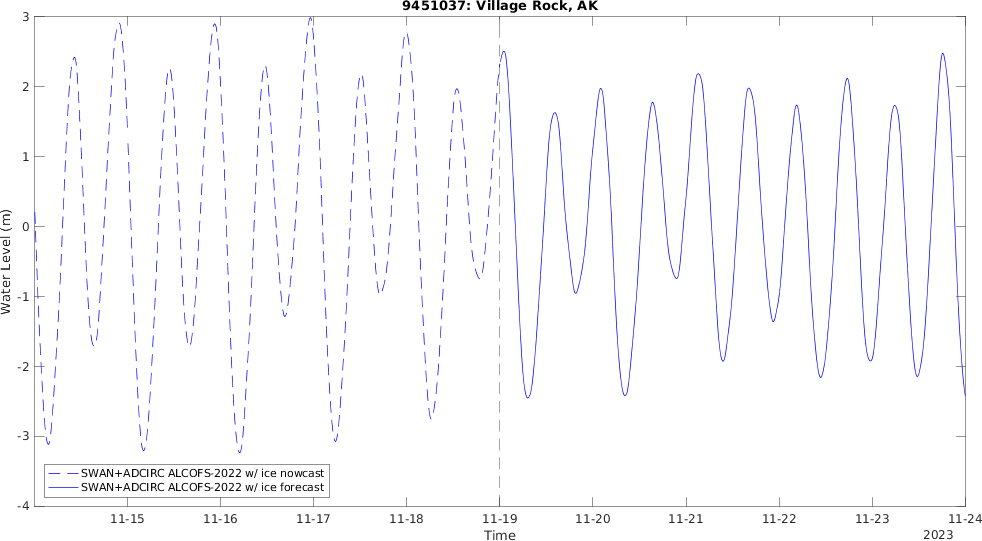 9451037: Village Rock, AK
Water Level (m)
3
2
1
0
-1
-2
-3
-4
SWAN+ADCIRC ALCOFS-2022 w/ ice nowcast
SWAN+ADCIRC ALCOFS-2022 w/ ice forecast
11-15 11-16 11-17 11-18 11-19 11-20 11-21 11-22 11-23 11-24
Time
2023